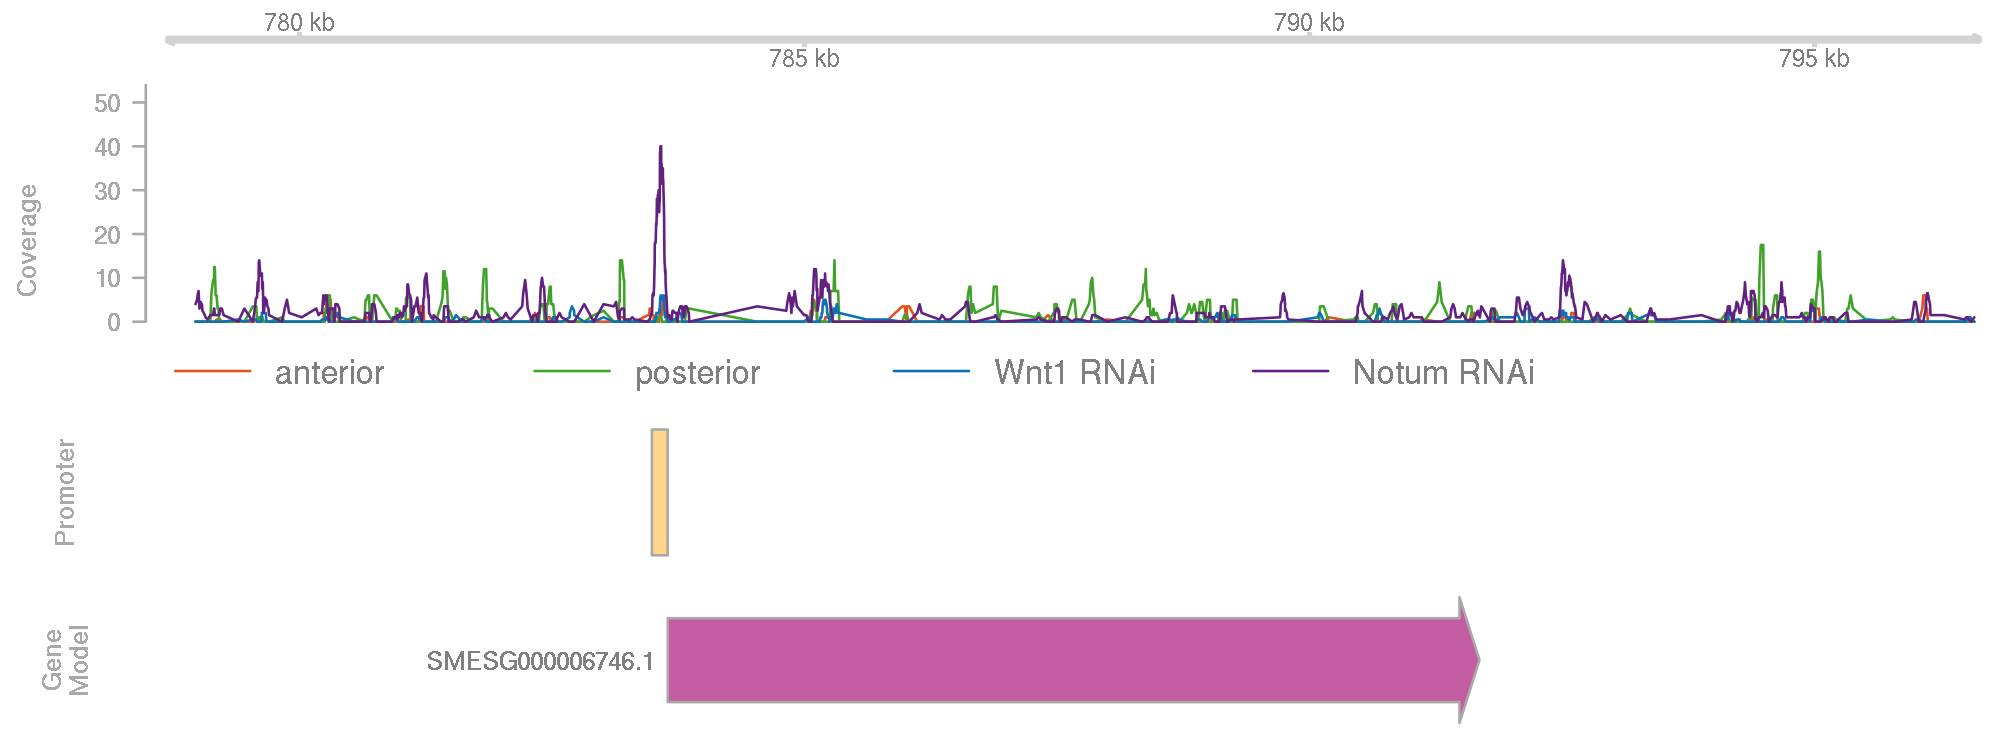 780 kb
790 kb
785 kb
795 kb
50
40
30
20
10
0
Coverage
anterior
posterior
Wnt1 RNAi
Notum RNAi
Promoter
SMESG000006746.1
Gene
Model